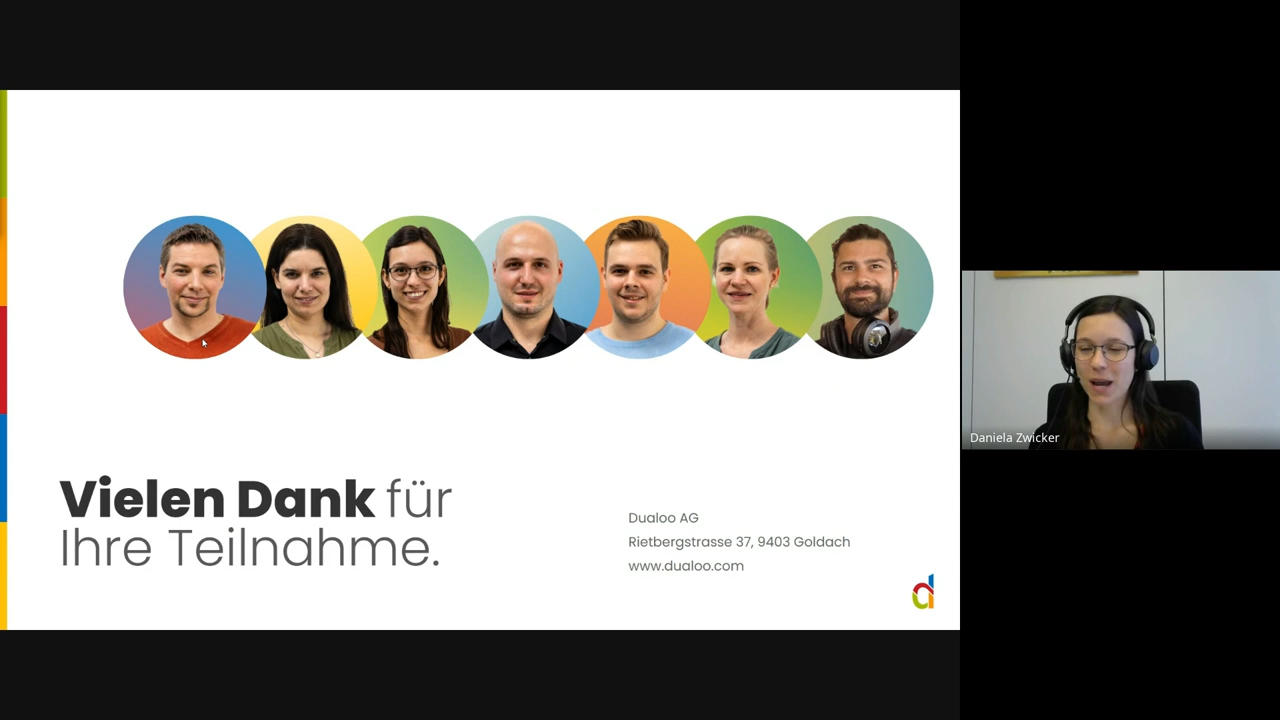 Vielen Dank für
Ihre Teilnahme.
Dualoo AG
Rietbergstrasse 37, 9403 Goldach
www.dualoo.com
Daniela Zwicker